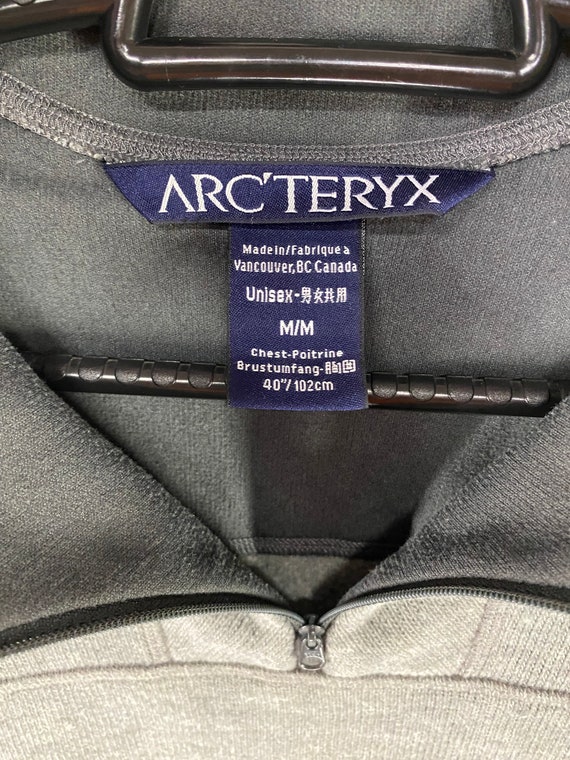 ARC'TERYX
Made in/Fabriqué à
Vancouver, BC Canada
Unisex-男女共用
M/M
Chest-Poitrine
Brustumfang-胸囲
40"/102cm